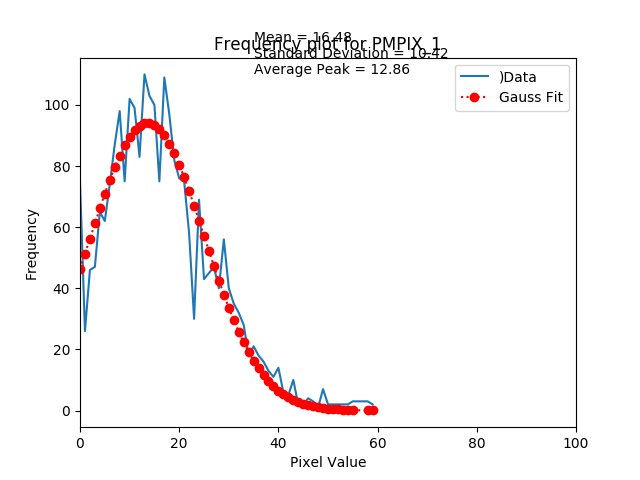 Mean = 16.48
Frequency plot for PMPIX_1
Standard Deviation = 10.42
Average Peak = 12.86
)Data
Gauss Fit
100
80
60
40
20
0
Frequency
0 20 40 60 80 100
Pixel Value